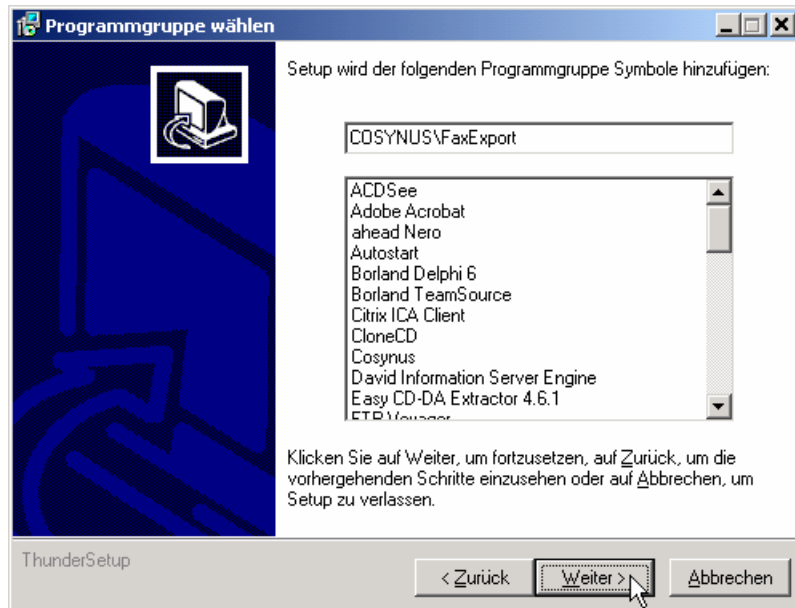 Programmgruppe wählen
Setup wird der folgenden Programmgruppe Symbole hinzufügen:
COSYNUS\FaxExport
ACDSee
Adobe Acrobat
ahead Nero
Autostart
Borland Delphi 6
Borland TeamSource
Citrix ICA Client
CloneCD
Cosynus
David Information Server Engine
Easy CD-DA Extractor 4.6.1
FTP Voyager
Klicken Sie auf Weiter, um fortzusetzen, auf Zurück, um die
vorhergehenden Schritte einzusehen oder auf Abbrechen, um
Setup zu verlassen.
ThunderSetup
< Zurück
Weiter >
Abbrechen